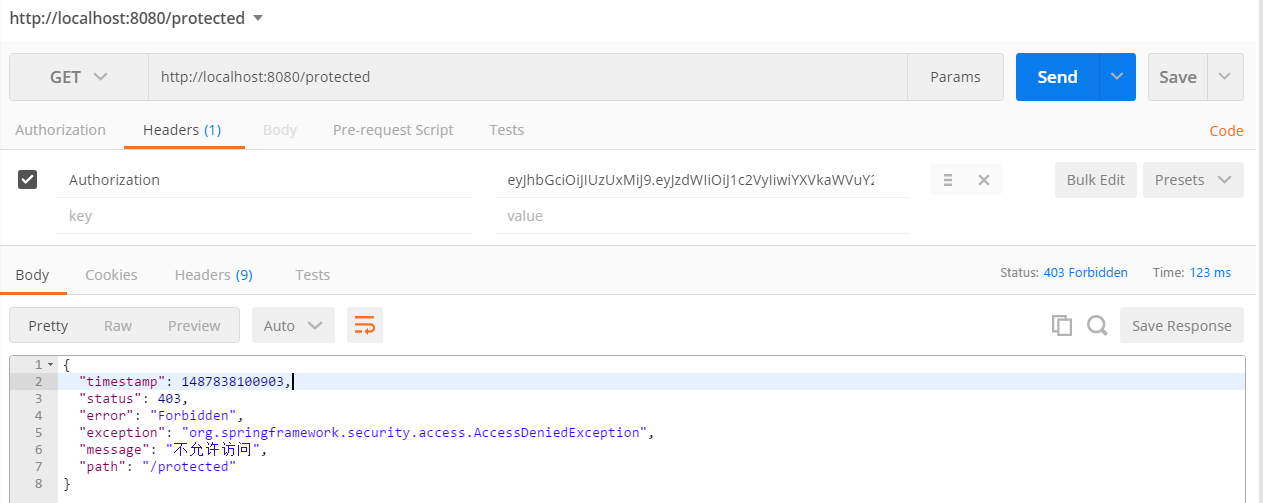 http://localhost:8080/protected
GET http://localhost:8080/protected Params Send Save
Authorization Headers (1) Body Pre-request Script Tests Code
Authorization eyJhbGciOiJIUzUxMiJ9.eyJzdWIiOiJ1c2VyIiwiYXVkaWVuY2 Bulk Edit Presets
key value
Body Cookies Headers (9) Tests Status: 403 Forbidden Time: 123 ms
Pretty Raw Preview Auto Save Response
1 {
2 "timestamp": 1487838100903,
3 "status": 403,
4 "error": "Forbidden",
5 "exception": "org.springframework.security.access.AccessDeniedException",
6 "message": "不允许访问",
7 "path": "/protected"
8 }